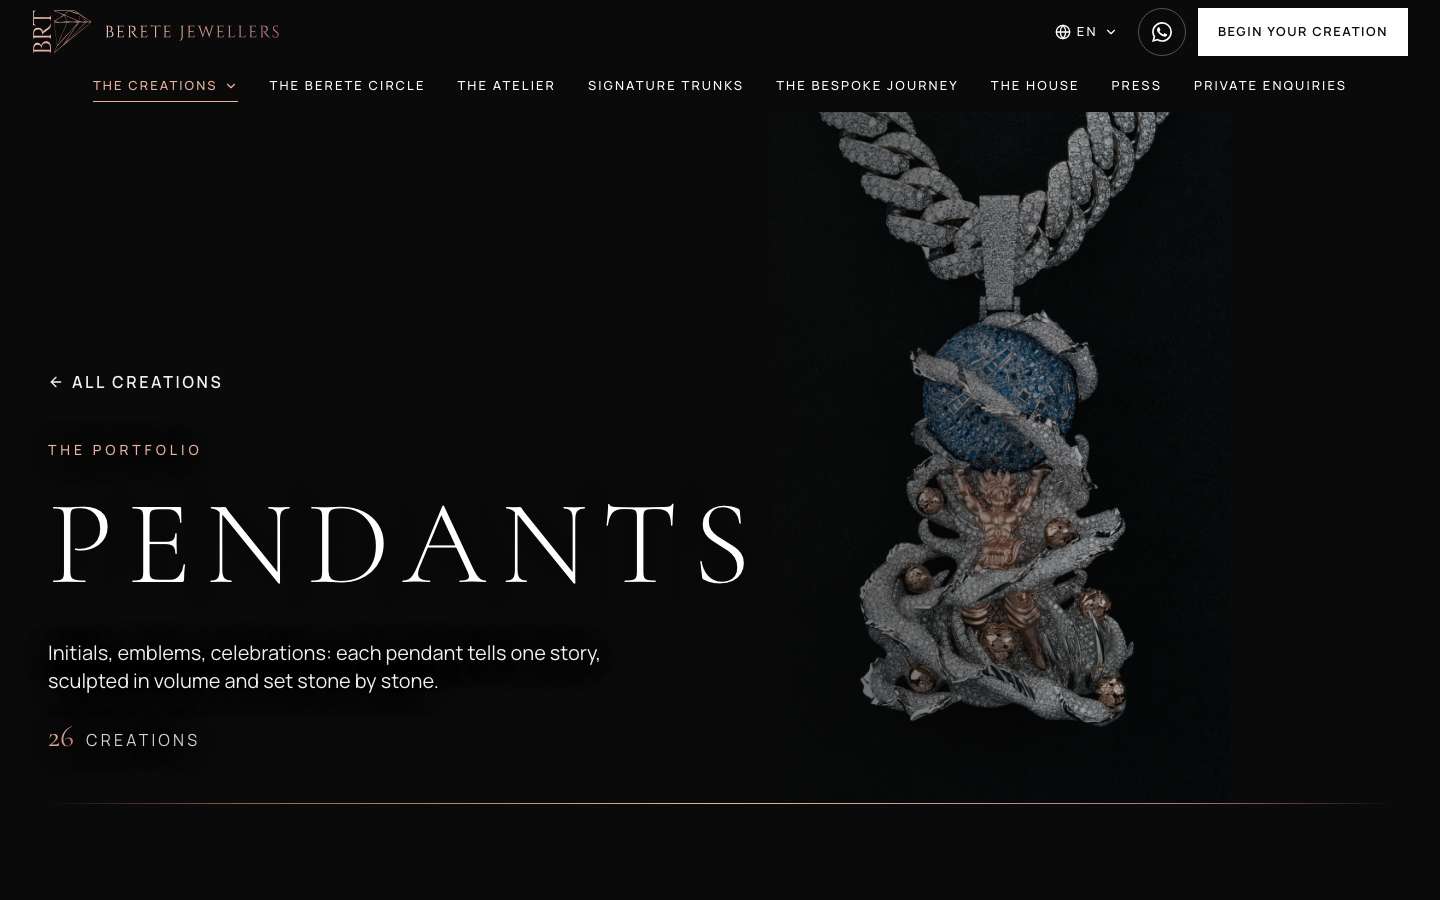 BRT
BERETE JEWELLERS
EN
BEGIN YOUR CREATION
THE CREATIONS
THE BERETE CIRCLE
THE ATELIER
SIGNATURE TRUNKS
THE BESPOKE JOURNEY
THE HOUSE
PRESS
PRIVATE ENQUIRIES
ALL CREATIONS
THE PORTFOLIO
PENDANTS
Initials, emblems, celebrations: each pendant tells one story,
sculpted in volume and set stone by stone.
26 CREATIONS